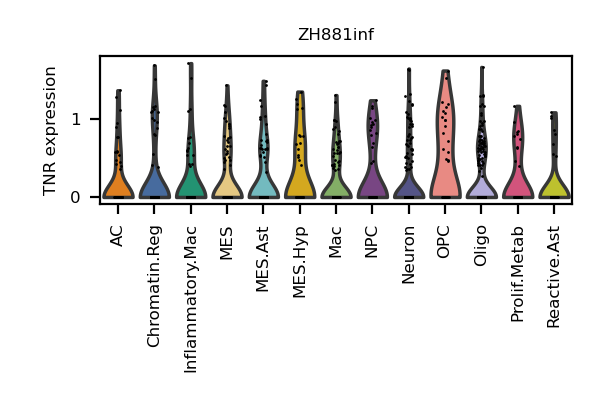 ZH881inf
TNR expression
1
0
AC
Chromatin.Reg
Inflammatory.Mac
MES
MES.Ast
MES.Hyp
Mac
NPC
Neuron
OPC
Oligo
Prolif.Metab
Reactive.Ast